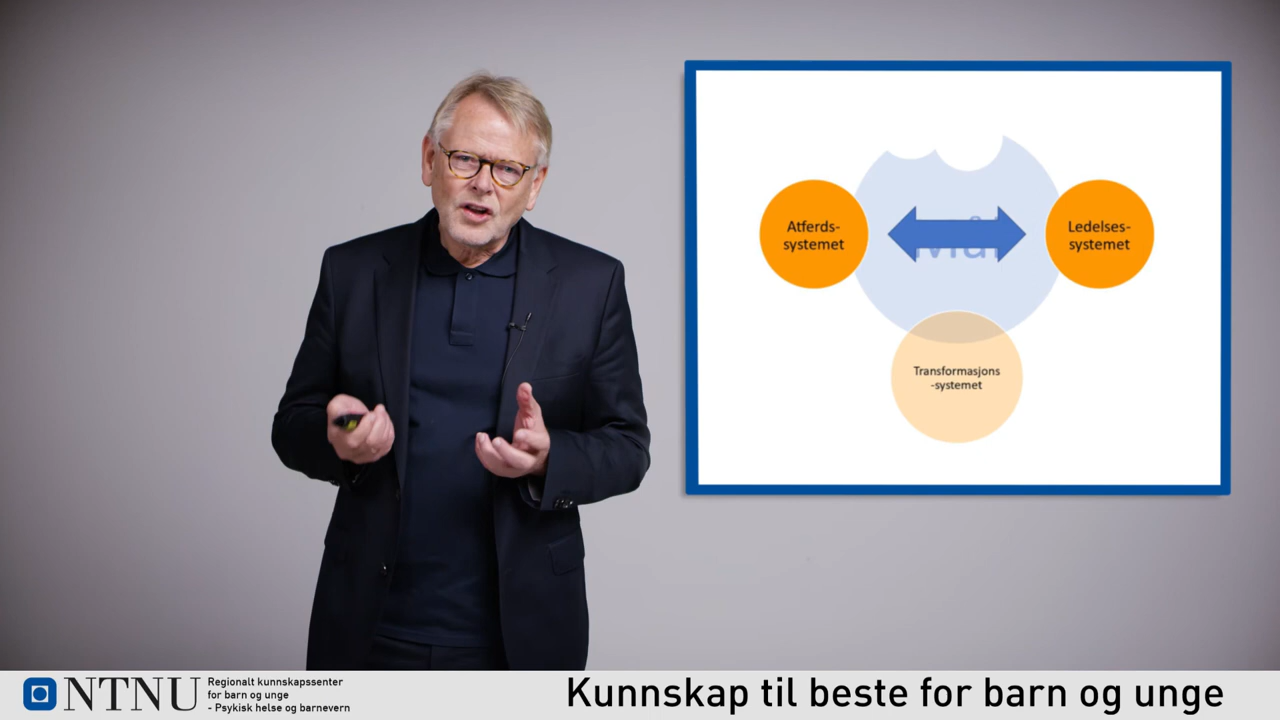 Atferds-
systemet
Ledelses-
systemet
Transformasjons
-systemet
NTNU
Regionalt kunnskapssenter
for barn og unge
- Psykisk helse og barnevern
Kunnskap til beste for barn og unge